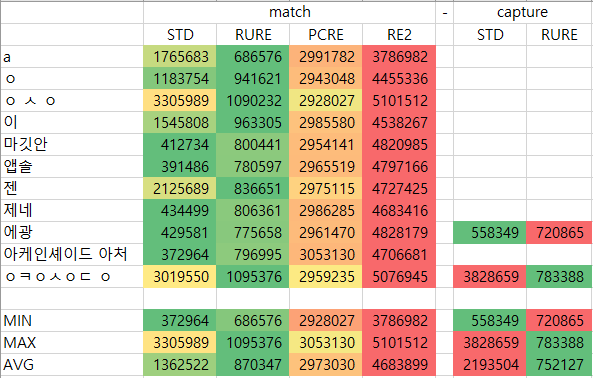 match - capture
STD RURE PCRE RE2 STD RURE
a 1765683 686576 2991782 3786982
ㅇ 1183754 941621 2943048 4455336
ㅇ ㅅ ㅇ 3305989 1090232 2928027 5101512
이 1545808 963305 2985580 4538267
마깃안 412734 800441 2954141 4820985
앱솔 391486 780597 2965519 4797166
젠 2125689 836651 2975115 4727425
제네 434499 806361 2986285 4683416
에광 429581 775658 2961470 4828179 558349 720865
아케인셰이드 아처 372964 796995 3053130 4706681
ㅇㅋㅇㅅㅇㄷ ㅇ 3019550 1095376 2959235 5076945 3828659 783388
MIN 372964 686576 2928027 3786982 558349 720865
MAX 3305989 1095376 3053130 5101512 3828659 783388
AVG 1362522 870347 2973030 4683899 2193504 752127